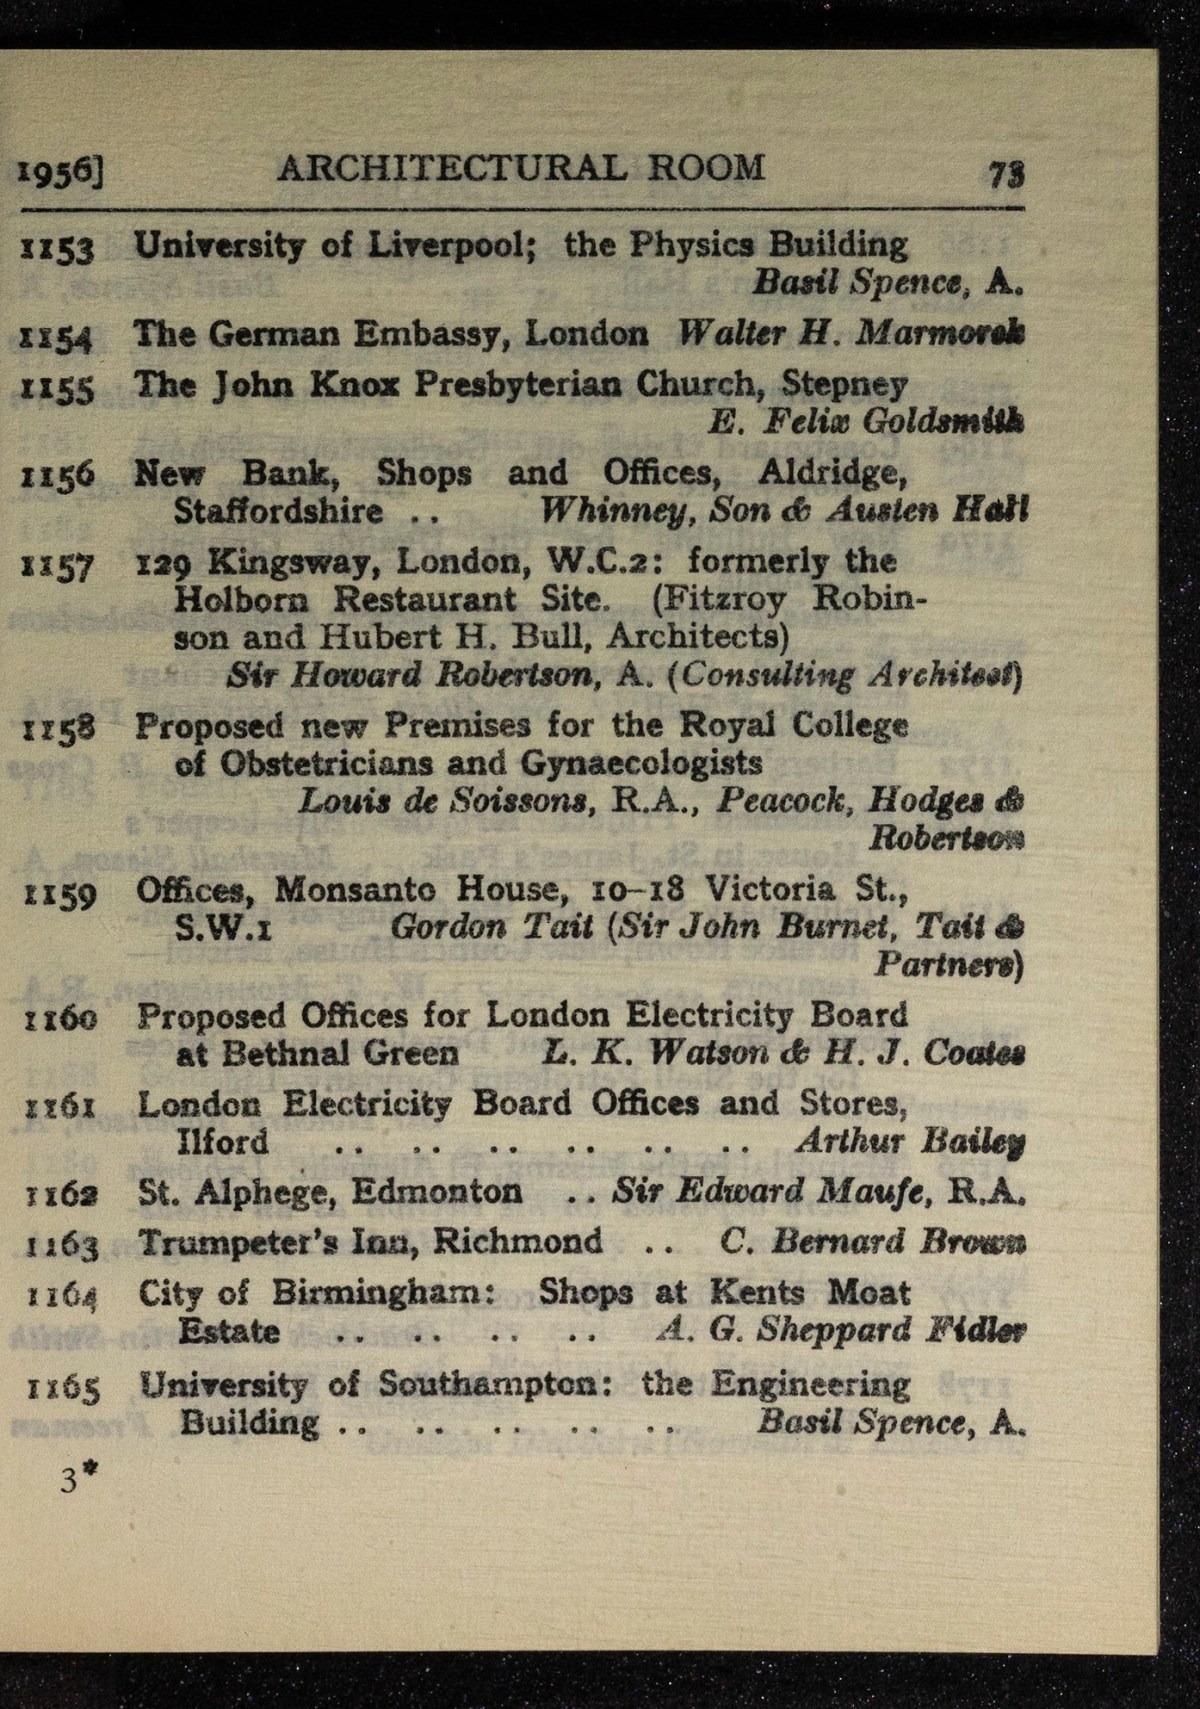 1956] ARCHITECTURAL ROOM 73
1153 University of Liverpool; the Physics Building
Basil Spence, A.
1154 The German Embassy, London Walter H. Marmorek
1155 The John Knox Presbyterian Church, Stepney
E. Felix Goldsmith
1156 New Bank, Shops and Offices, Aldridge,
Staffordshire .. Whinney, Son & Austen Hall
1157 129 Kingsway, London, W.C.2: formerly the
Holborn Restaurant Site. (Fitzroy Robin-
son and Hubert H. Bull, Architects)
Sir Howard Robertson, A. (Consulting Architect)
1158 Proposed new Premises for the Royal College
of Obstetricians and Gynaecologists
Louis de Soissons, R.A., Peacock, Hodges &
Robertson
1159 Offices, Monsanto House, 10–18 Victoria St.,
S.W.1 Gordon Tait (Sir John Burnet, Tait &
Partners)
1160 Proposed Offices for London Electricity Board
at Bethnal Green L. K. Watson & H. J. Coates
1161 London Electricity Board Offices and Stores,
Ilford .. .. .. .. .. .. Arthur Bailey
1162 St. Alphege, Edmonton .. Sir Edward Maufe, R.A.
1163 Trumpeter's Inn, Richmond .. C. Bernard Brown
1164 City of Birmingham: Shops at Kents Moat
Estate .. .. .. .. A. G. Sheppard Fidler
1165 University of Southampton: the Engineering
Building .. .. .. .. .. Basil Spence, A.
3*